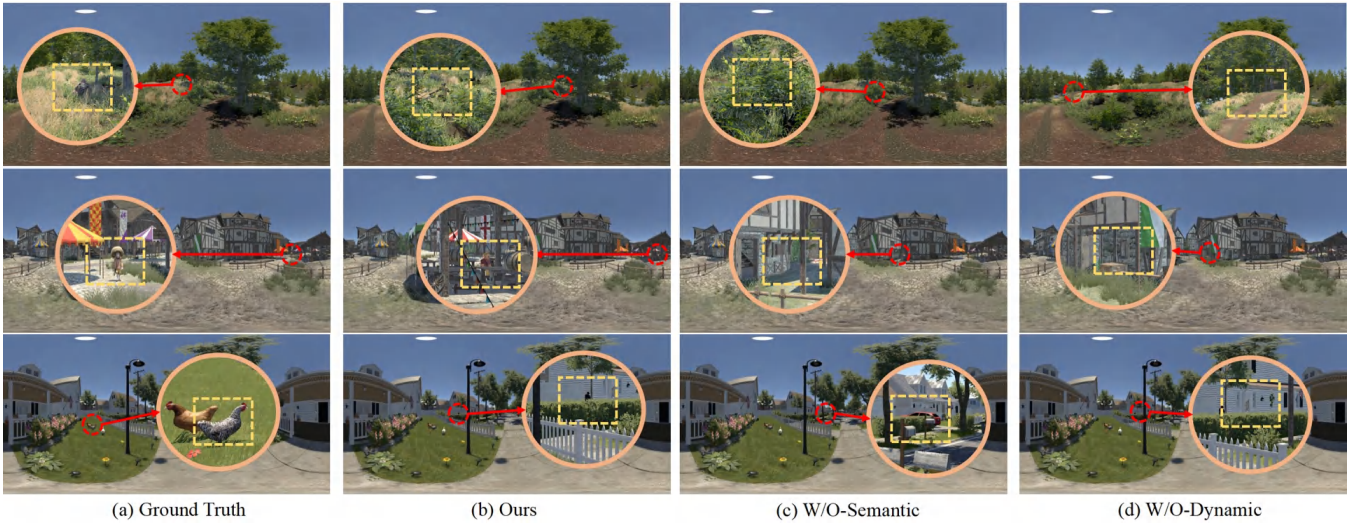 (a) Ground Truth
(b) Ours
(c) W/O-Semantic
(d) W/O-Dynamic